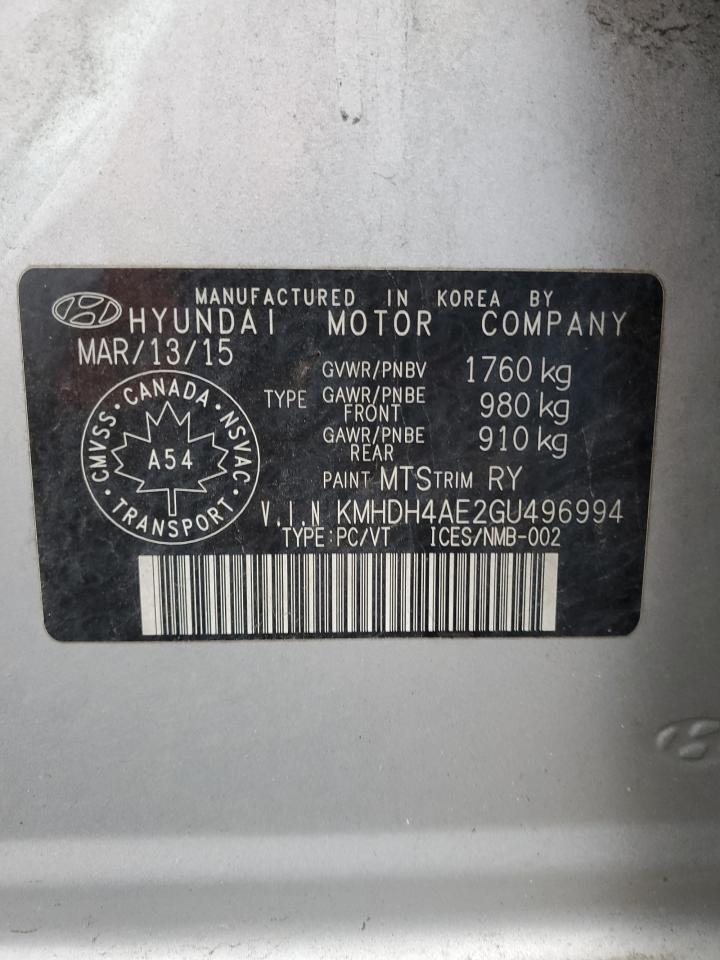 MANUFACTURED IN KOREA BY
HYUNDAI MOTOR COMPANY
MAR/13/15
GVWR/PNBV 1760 kg
TYPE GAWR/PNBE FRONT 980 kg
GAWR/PNBE REAR 910 kg
CMVSS · CANADA · NSVAC · TRANSPORT ·
A54
PAINT MTS TRIM RY
V.I.N KMHDH4AE2GU496994
TYPE:PC/VT ICES/NMB-002